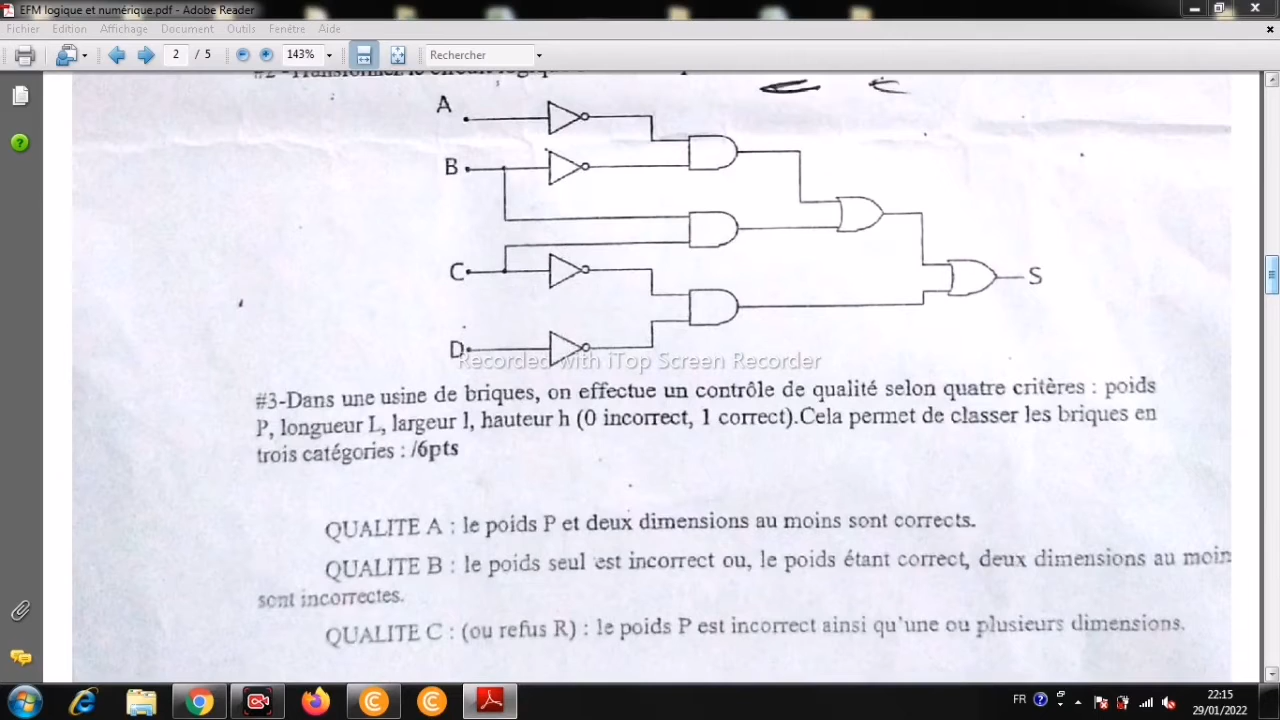 EFM logique et numérique.pdf - Adobe Reader
Fichier Edition Affichage Document Outils Fenêtre Aide
2 / 5 143% Rechercher
A
B
C
S
D
Recorded with iTop Screen Recorder
#3-Dans une usine de briques, on effectue un contrôle de qualité selon quatre critères : poids
P, longueur L, largeur l, hauteur h (0 incorrect, 1 correct).Cela permet de classer les briques en
trois catégories : /6pts
QUALITE A : le poids P et deux dimensions au moins sont corrects.
QUALITE B : le poids seul est incorrect ou, le poids étant correct, deux dimensions au moin
sont incorrectes.
QUALITE C : (ou refus R) : le poids P est incorrect ainsi qu'une ou plusieurs dimensions.
FR 22:15
29/01/2022